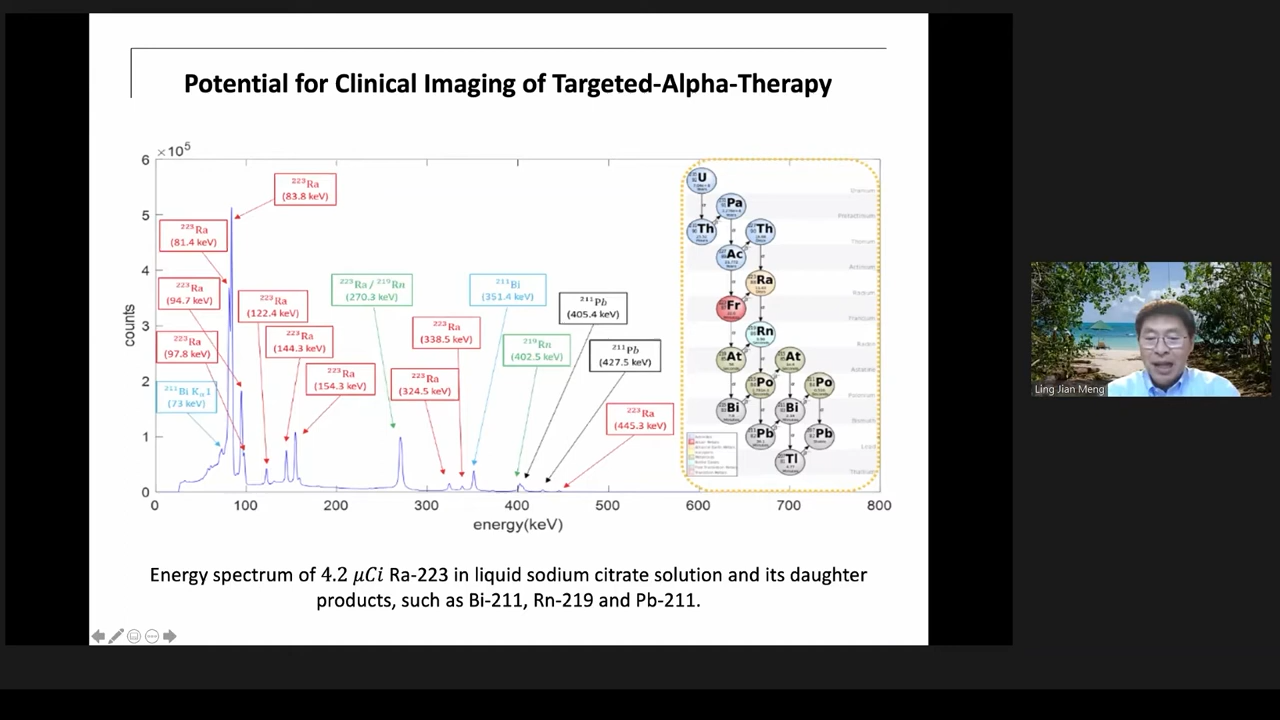 Potential for Clinical Imaging of Targeted-Alpha-Therapy
×10⁵
6
5
4
3
2
1
0
counts
²²³Ra
(83.8 keV)
²²³Ra
(81.4 keV)
²²³Ra
(94.7 keV)
²²³Ra
(97.8 keV)
²¹¹Bi Kα1
(73 keV)
²²³Ra
(122.4 keV)
²²³Ra
(144.3 keV)
²²³Ra
(154.3 keV)
²²³Ra / ²¹⁹Rn
(270.3 keV)
²²³Ra
(338.5 keV)
²²³Ra
(324.5 keV)
²¹¹Bi
(351.4 keV)
²¹⁹Rn
(402.5 keV)
²¹¹Pb
(405.4 keV)
²¹¹Pb
(427.5 keV)
²²³Ra
(445.3 keV)
0 100 200 300 400 500 600 700 800
energy(keV)
U
Pa
Th Th
Ac
Ra
Fr
Rn
At At
Po Po
Bi Bi
Pb Pb
Tl
Energy spectrum of 4.2 μCi Ra-223 in liquid sodium citrate solution and its daughter
products, such as Bi-211, Rn-219 and Pb-211.
Ling Jian Meng